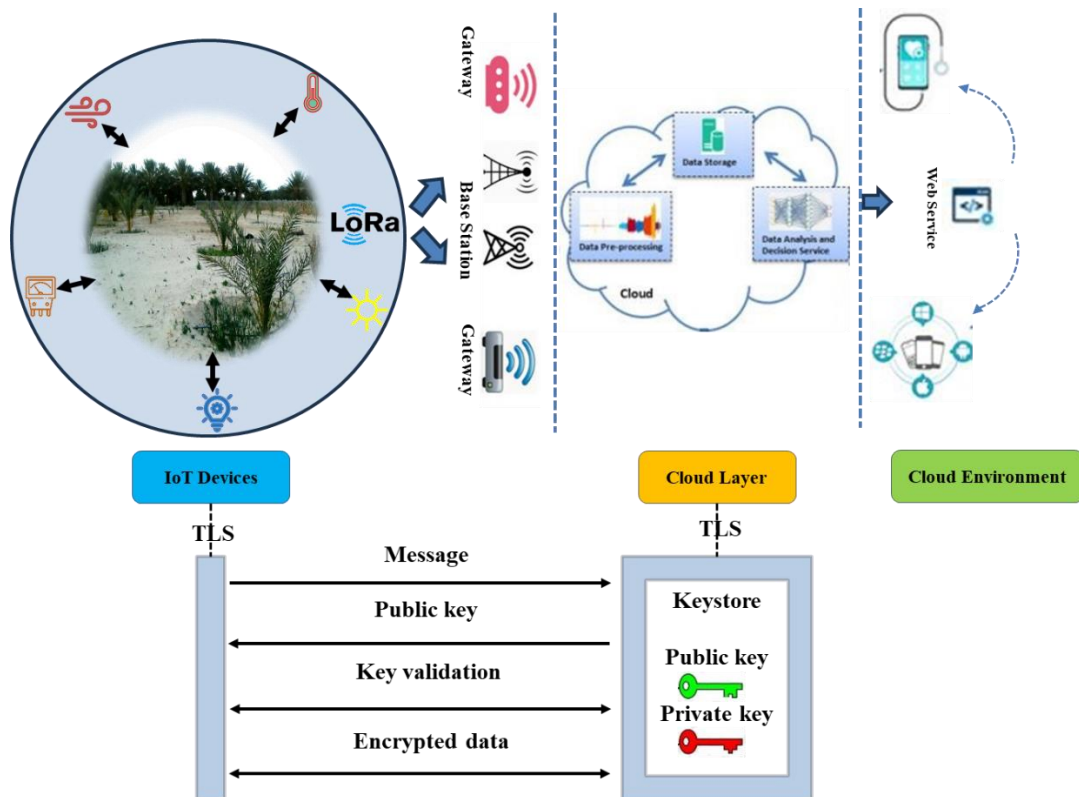 Gateway
Base Station
Gateway
LoRa
Data Storage
Data Pre-processing
Data Analysis and
Decision Service
Cloud
Web Service
</>
IoT Devices
Cloud Layer
Cloud Environment
TLS
TLS
Message
Public key
Key validation
Encrypted data
Keystore
Public key
Private key